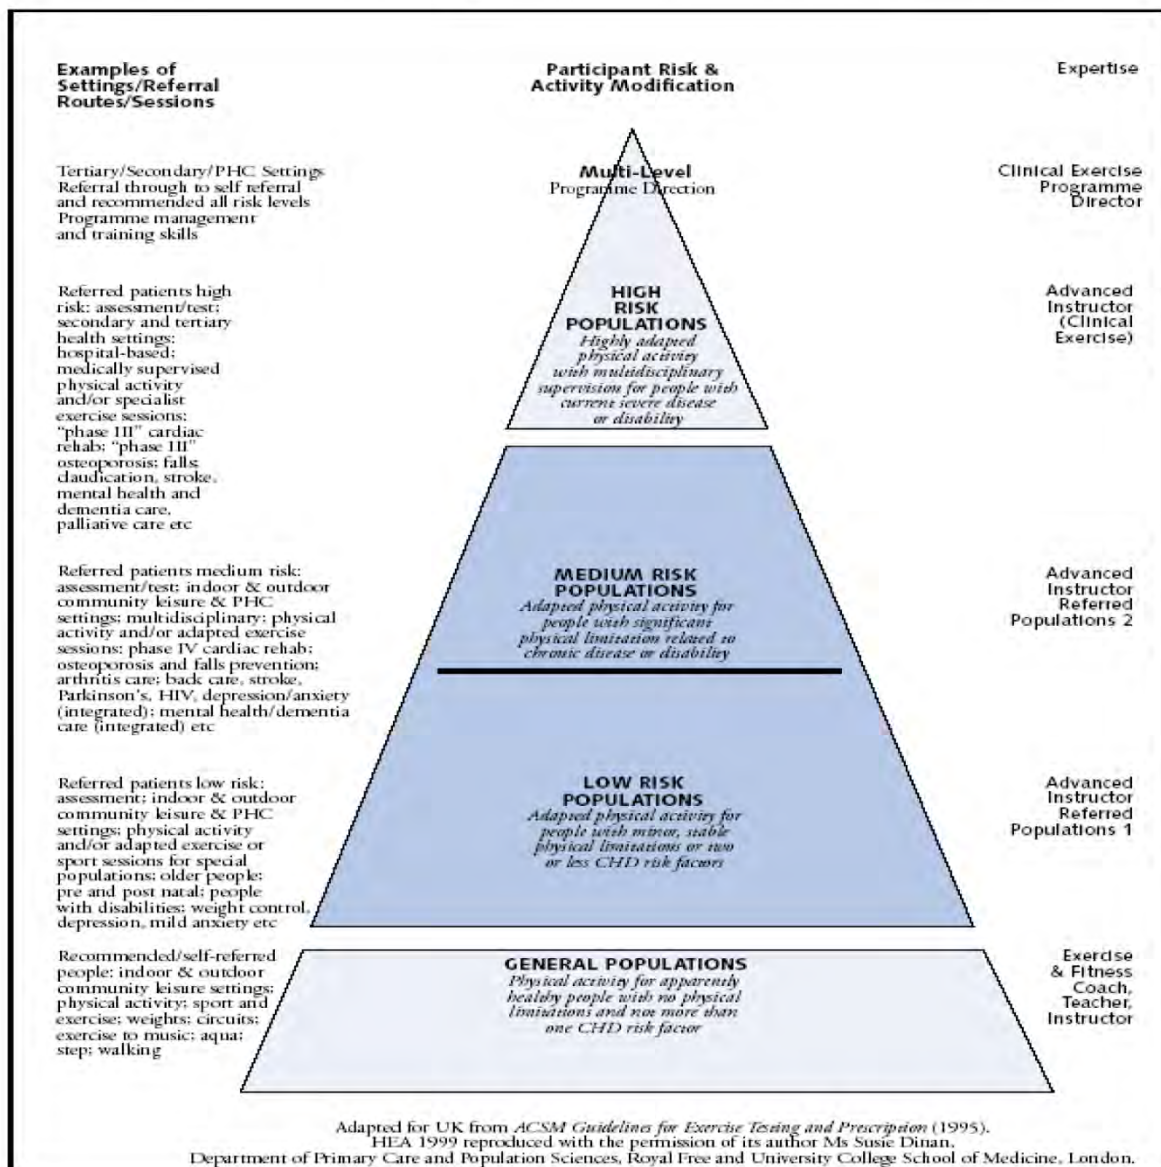 Examples of
Settings/Referral
Routes/Sessions
Participant Risk &
Activity Modification
Expertise
Tertiary/Secondary/PHC Settings
Referral through to self referral
and recommended all risk levels
Programme management
and training skills
Multi-Level
Programme Direction
Clinical Exercise
Programme
Director
Referred patients high
risk: assessment/test;
secondary and tertiary
health settings:
hospital-based;
medically supervised
physical activity
and/or specialist
exercise sessions:
“phase III” cardiac
rehab; “phase III”
osteoporosis; falls;
claudication, stroke,
mental health and
dementia care,
palliative care etc
HIGH
RISK
POPULATIONS
Highly adapted
physical activity
with multidisciplinary
supervision for people with
current severe disease
or disability
Advanced
Instructor
(Clinical
Exercise)
Referred patients medium risk:
assessment/test; indoor & outdoor
community leisure & PHC
settings; multidisciplinary; physical
activity and/or adapted exercise
sessions: phase IV cardiac rehab;
osteoporosis and falls prevention;
arthritis care; back care, stroke,
Parkinson's, HIV, depression/anxiety
(integrated); mental health/dementia
care (integrated) etc
MEDIUM RISK
POPULATIONS
Adapted physical activity for
people with significant
physical limitation related to
chronic disease or disability
Advanced
Instructor
Referred
Populations 2
Referred patients low risk:
assessment; indoor & outdoor
community leisure & PHC
settings; physical activity
and/or adapted exercise or
sport sessions for special
populations; older people;
pre and post natal; people
with disabilities; weight control,
depression, mild anxiety etc
LOW RISK
POPULATIONS
Adapted physical activity for
people with minor, stable
physical limitations or two
or less CHD risk factors
Advanced
Instructor
Referred
Populations 1
Recommended/self-referred
people: indoor & outdoor
community leisure settings;
physical activity; sport and
exercise; weights; circuits;
exercise to music; aqua;
step; walking
GENERAL POPULATIONS
Physical activity for apparently
healthy people with no physical
limitations and not more than
one CHD risk factor
Exercise
& Fitness
Coach,
Teacher,
Instructor
Adapted for UK from ACSM Guidelines for Exercise Testing and Prescription (1995).
HEA 1999 reproduced with the permission of its author Ms Susie Dinan.
Department of Primary Care and Population Sciences, Royal Free and University College School of Medicine, London.